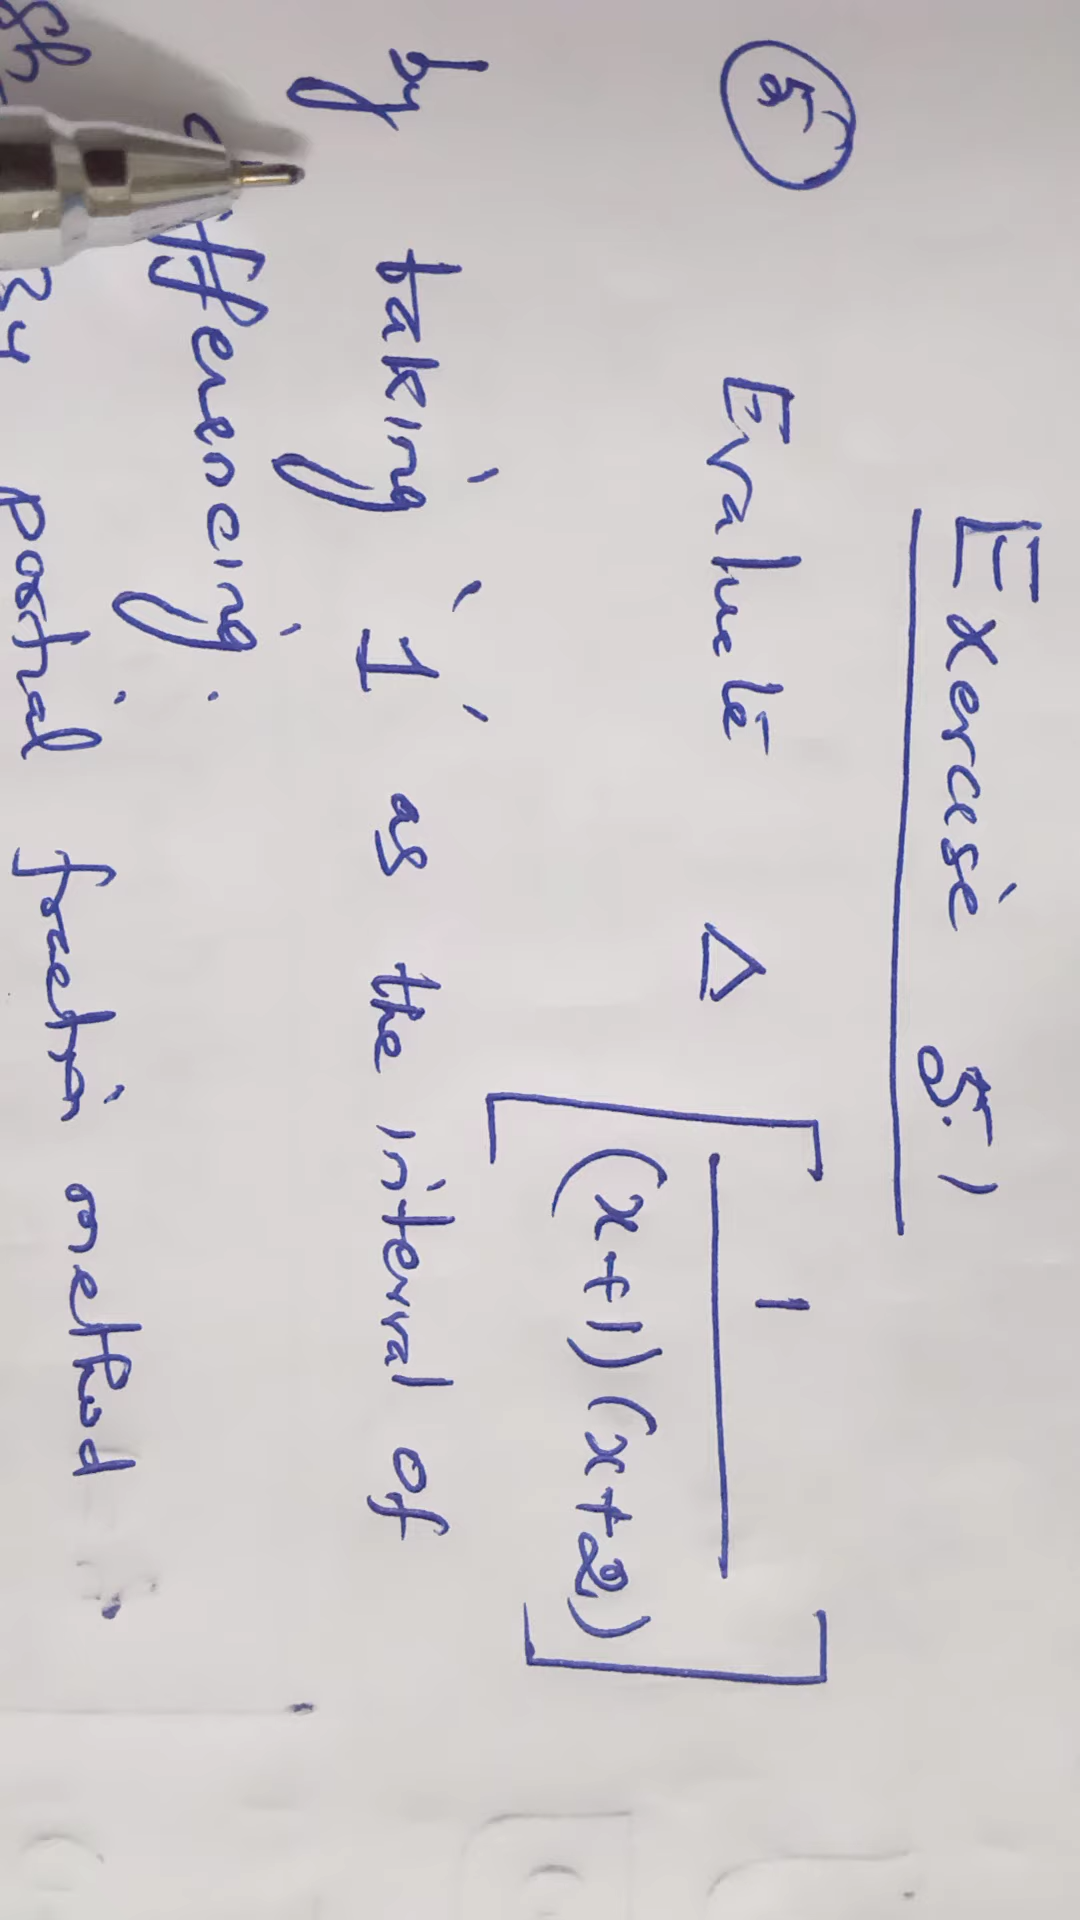 Exercise 5.1
5 Evaluate Δ [ 1 / (x+1)(x+2) ]
by taking '1' as the interval of
differencing.
By partial fraction method